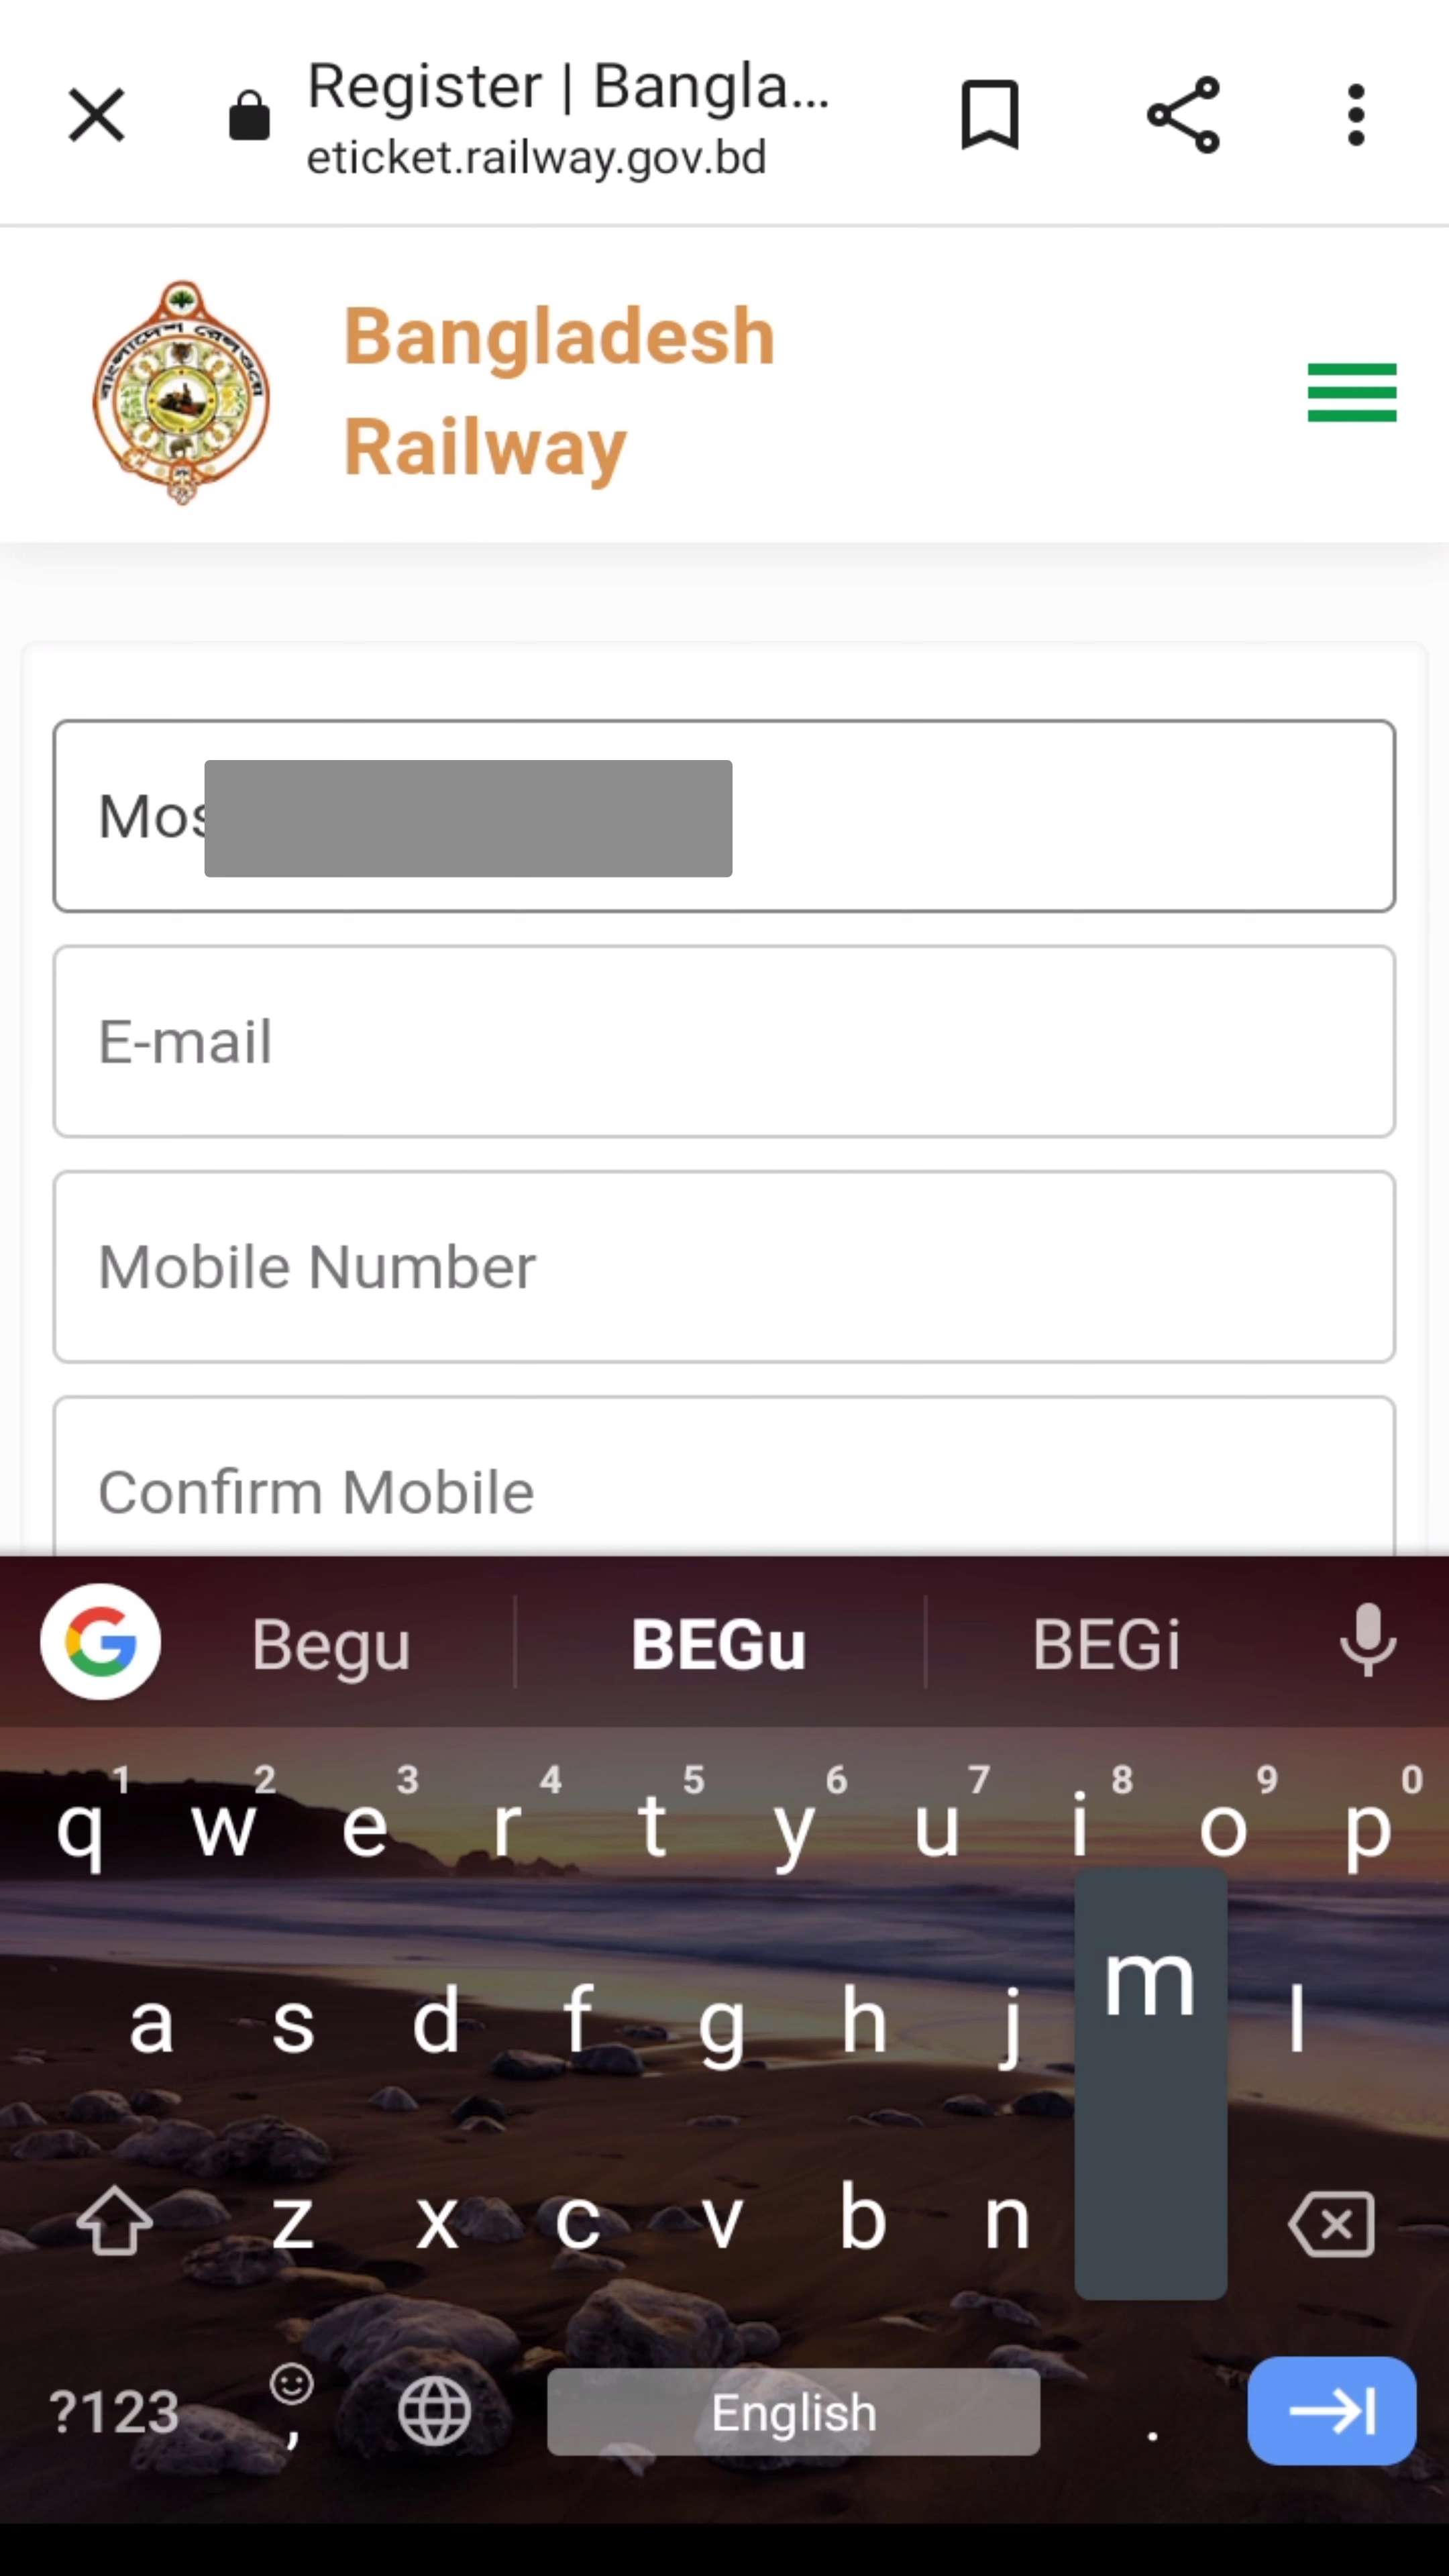 Register | Bangla...
eticket.railway.gov.bd
Bangladesh
Railway
Mos
E-mail
Mobile Number
Confirm Mobile
Begu BEGu BEGi
1 2 3 4 5 6 7 8 9 0
q w e r t y u i o p
a s d f g h j m l
z x c v b n
?123 , English .